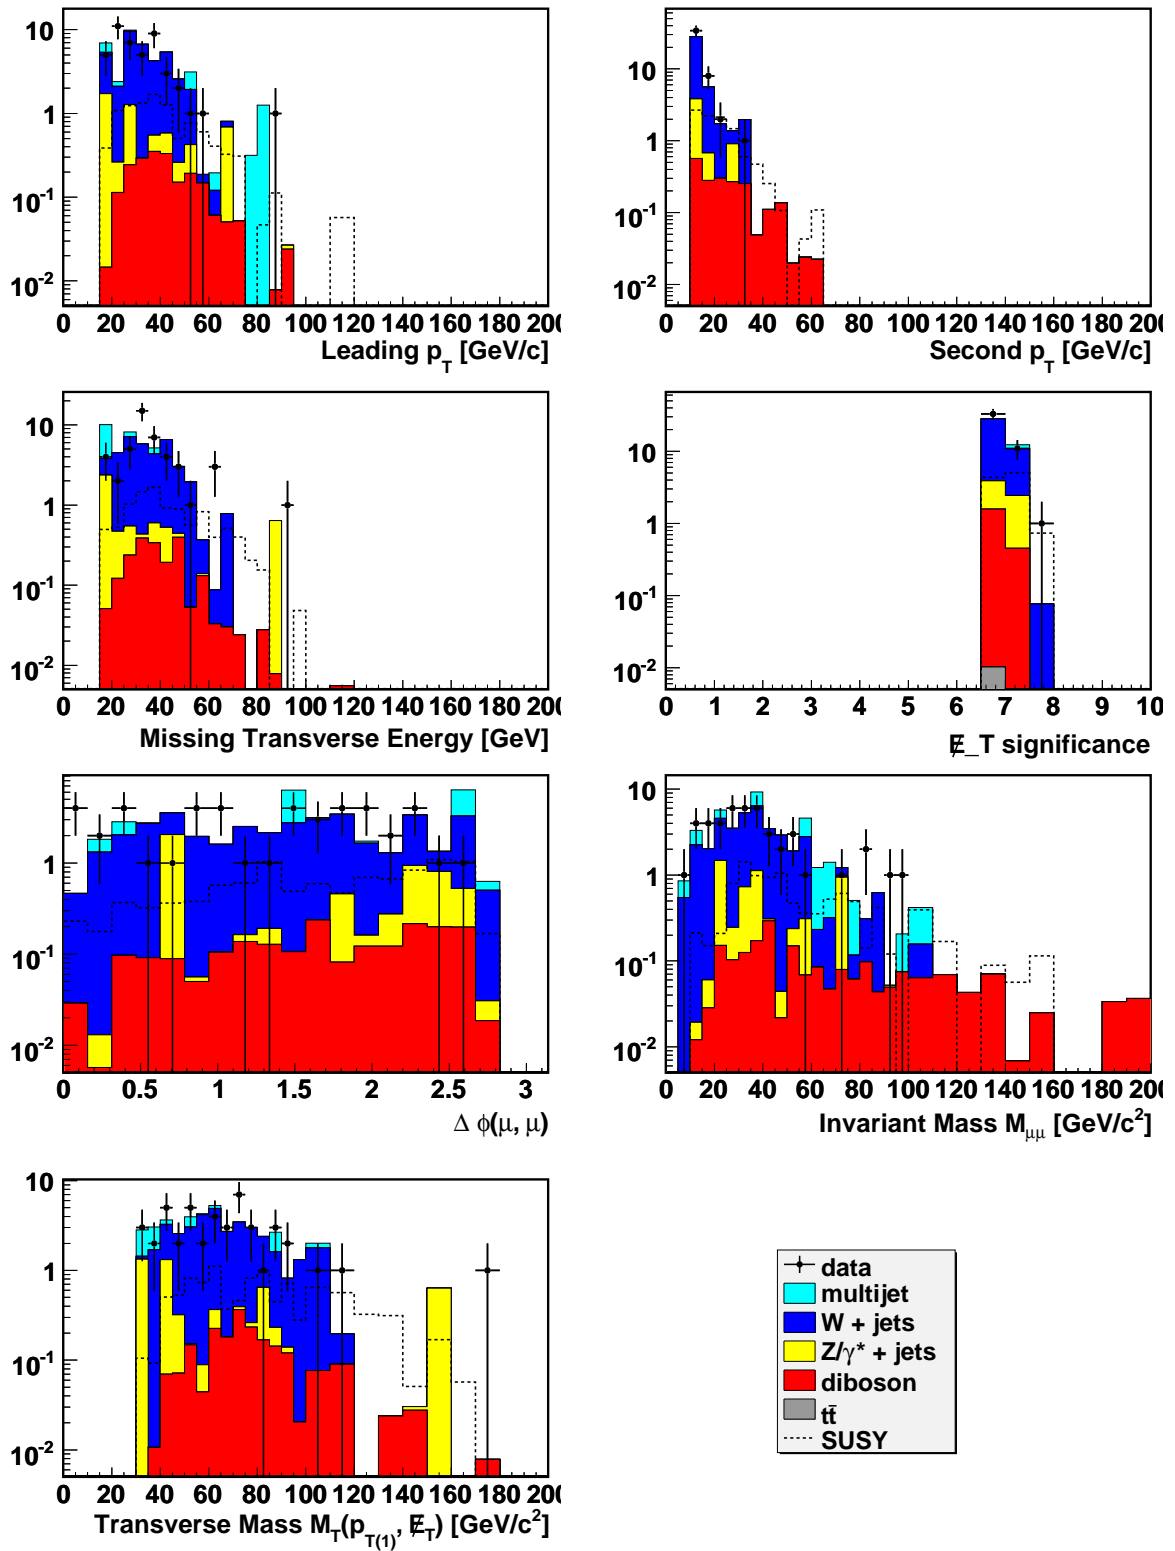 10
1
10⁻¹
10⁻²
0 20 40 60 80 100 120 140 160 180 200
Leading p_T [GeV/c]
10
1
10⁻¹
10⁻²
0 20 40 60 80 100 120 140 160 180 200
Second p_T [GeV/c]
10
1
10⁻¹
10⁻²
0 20 40 60 80 100 120 140 160 180 200
Missing Transverse Energy [GeV]
10
1
10⁻¹
10⁻²
0 1 2 3 4 5 6 7 8 9 10
E̸_T significance
1
10⁻¹
10⁻²
0 0.5 1 1.5 2 2.5 3
Δ ϕ(μ, μ)
10
1
10⁻¹
10⁻²
0 20 40 60 80 100 120 140 160 180 200
Invariant Mass M_μμ [GeV/c²]
10
1
10⁻¹
10⁻²
0 20 40 60 80 100 120 140 160 180 200
Transverse Mass M_T(p_T(1), E̸_T) [GeV/c²]
data
multijet
W + jets
Z/γ* + jets
diboson
tt̄
SUSY